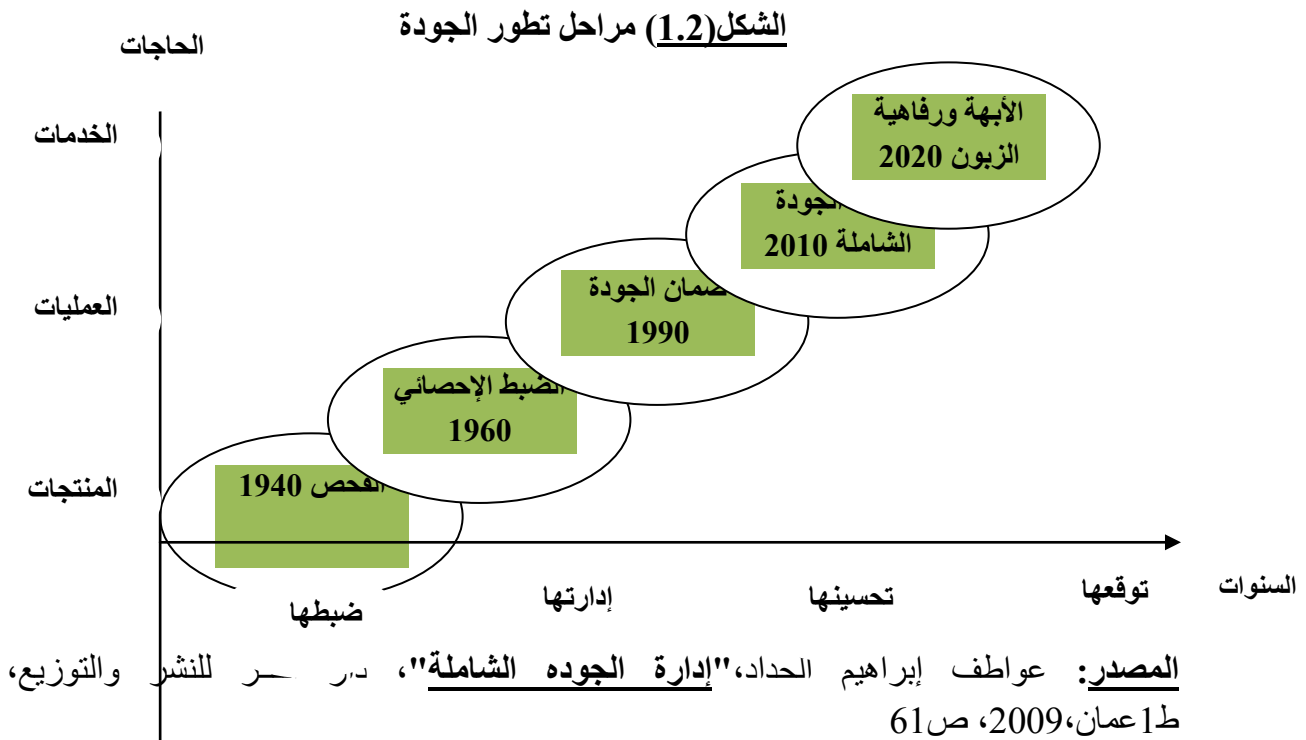 الشكل(1.2) مراحل تطور الجودة
الحاجات
الخدمات
العمليات
المنتجات
الأبهة ورفاهية
الزبون 2020
الجودة
الشاملة 2010
ضمان الجودة
1990
الضبط الإحصائي
1960
الفحص 1940
ضبطها
إدارتها
تحسينها
توقعها
السنوات
المصدر: عواطف إبراهيم الحداد،"إدارة الجوده الشاملة"، للنشر والتوزيع،
ط1عمان،2009، ص61